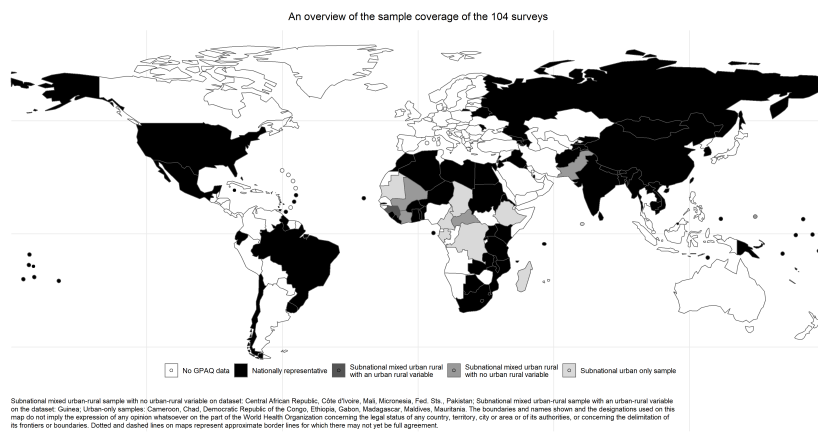 An overview of the sample coverage of the 104 surveys
No GPAQ data
Nationally representative
Subnational mixed urban rural
with an urban rural variable
Subnational mixed urban rural
with no urban rural variable
Subnational urban only sample
Subnational mixed urban-rural sample with no urban-rural variable on dataset: Central African Republic, Côte d'Ivoire, Mali, Micronesia, Fed. Sts., Pakistan; Subnational mixed urban-rural sample with an urban-rural variable
on the dataset: Guinea; Urban-only samples: Cameroon, Chad, Democratic Republic of the Congo, Ethiopia, Gabon, Madagascar, Maldives, Mauritania. The boundaries and names shown and the designations used on this
map do not imply the expression of any opinion whatsoever on the part of the World Health Organization concerning the legal status of any country, territory, city or area or of its authorities, or concerning the delimitation of
its frontiers or boundaries. Dotted and dashed lines on maps represent approximate border lines for which there may not yet be full agreement.